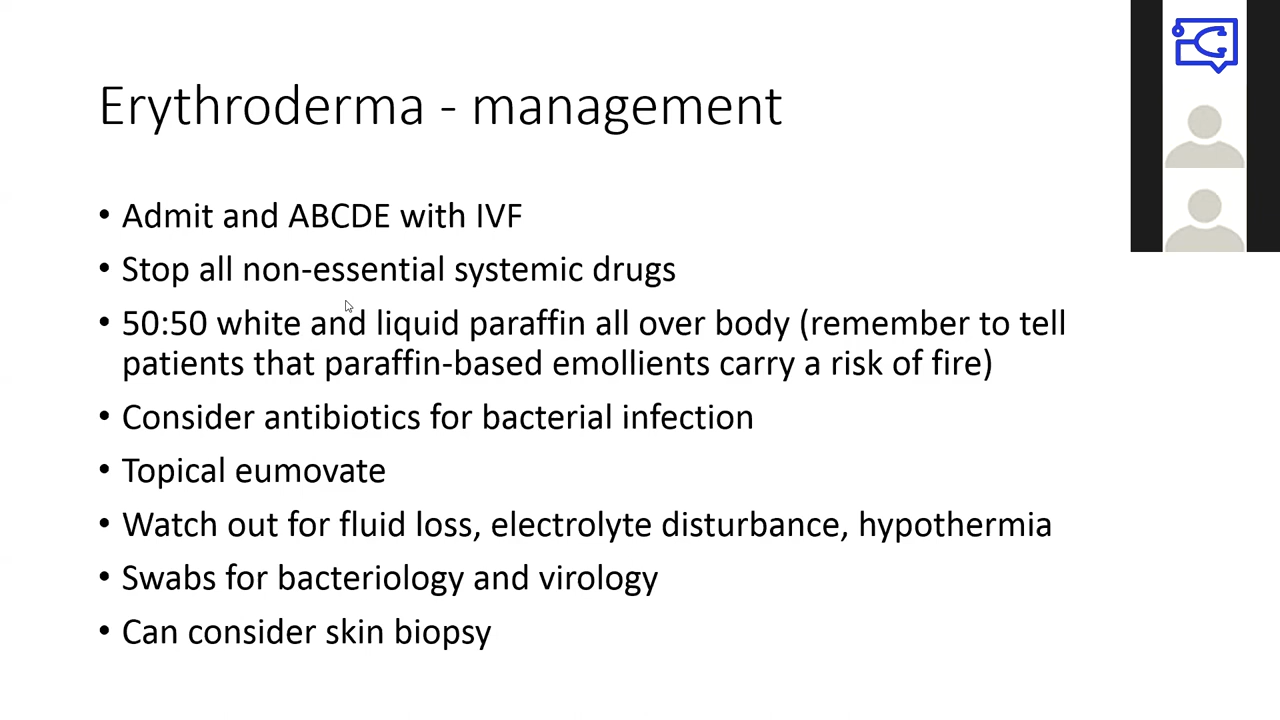 Erythroderma - management
• Admit and ABCDE with IVF
• Stop all non-essential systemic drugs
• 50:50 white and liquid paraffin all over body (remember to tell
patients that paraffin-based emollients carry a risk of fire)
• Consider antibiotics for bacterial infection
• Topical eumovate
• Watch out for fluid loss, electrolyte disturbance, hypothermia
• Swabs for bacteriology and virology
• Can consider skin biopsy